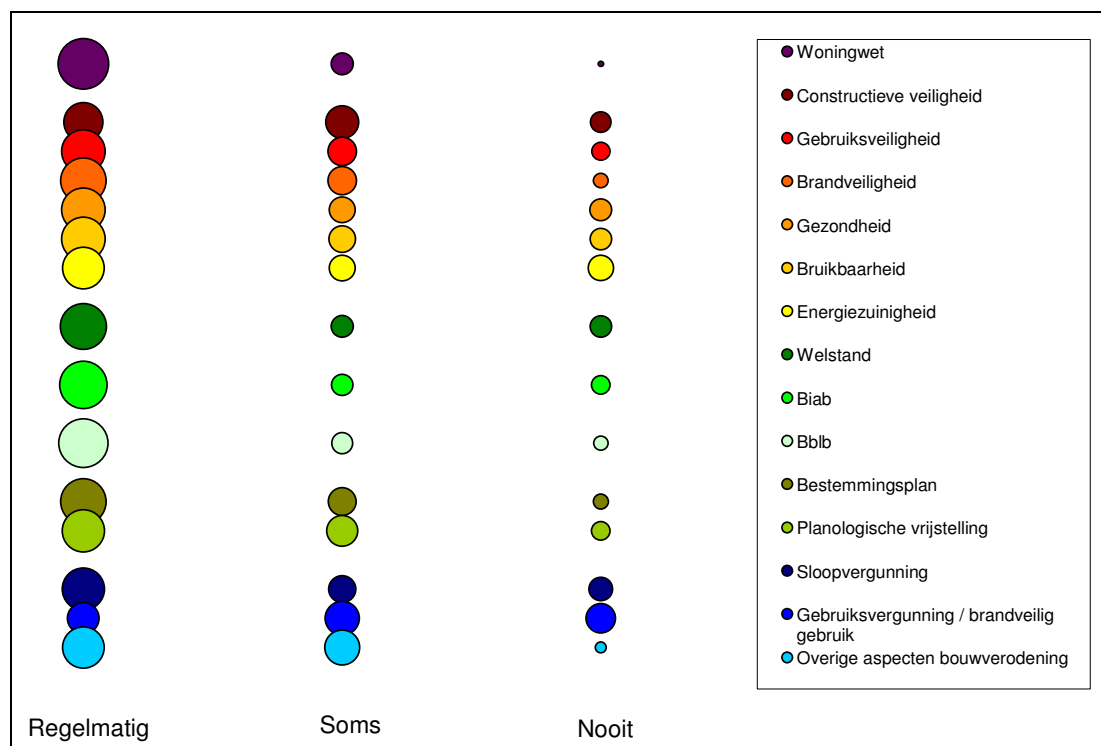 Woningwet
Constructieve veiligheid
Gebruiksveiligheid
Brandveiligheid
Gezondheid
Bruikbaarheid
Energiezuinigheid
Welstand
Biab
Bblb
Bestemmingsplan
Planologische vrijstelling
Sloopvergunning
Gebruiksvergunning / brandveilig
gebruik
Overige aspecten bouwverodening
Regelmatig
Soms
Nooit